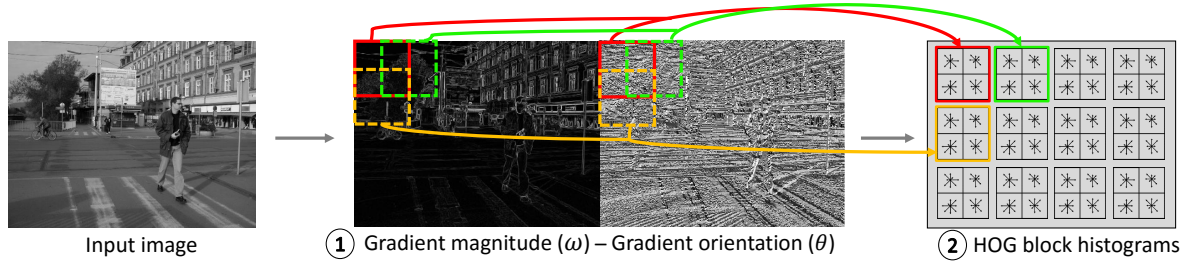 Input image
1 Gradient magnitude (ω) – Gradient orientation (θ)
2 HOG block histograms